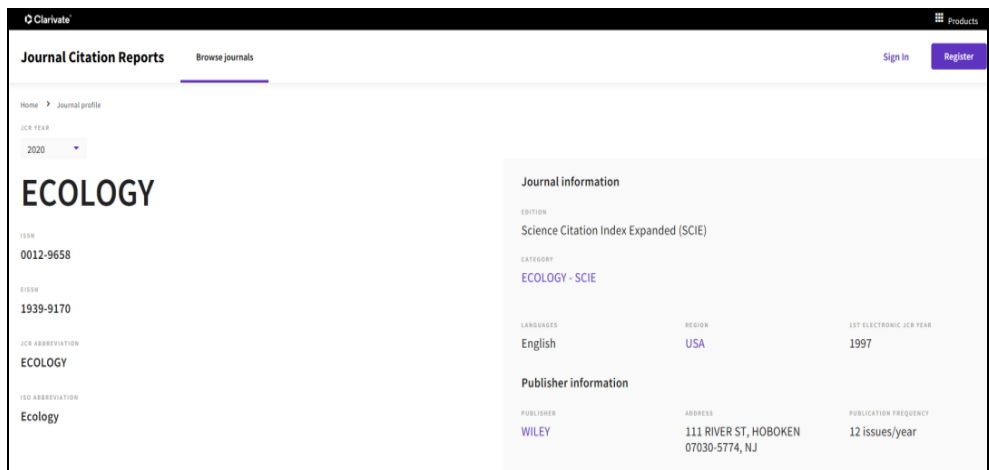 Clarivate
Products
Journal Citation Reports
Browse journals
Sign In
Register
Home > Journal profile
JCR YEAR
2020
ECOLOGY
ISSN
0012-9658
EISSN
1939-9170
JCR ABBREVIATION
ECOLOGY
ISO ABBREVIATION
Ecology
Journal information
EDITION
Science Citation Index Expanded (SCIE)
CATEGORY
ECOLOGY - SCIE
LANGUAGES REGION 1ST ELECTRONIC JCR YEAR
English USA 1997
Publisher information
PUBLISHER ADDRESS PUBLICATION FREQUENCY
WILEY 111 RIVER ST, HOBOKEN 12 issues/year
07030-5774, NJ